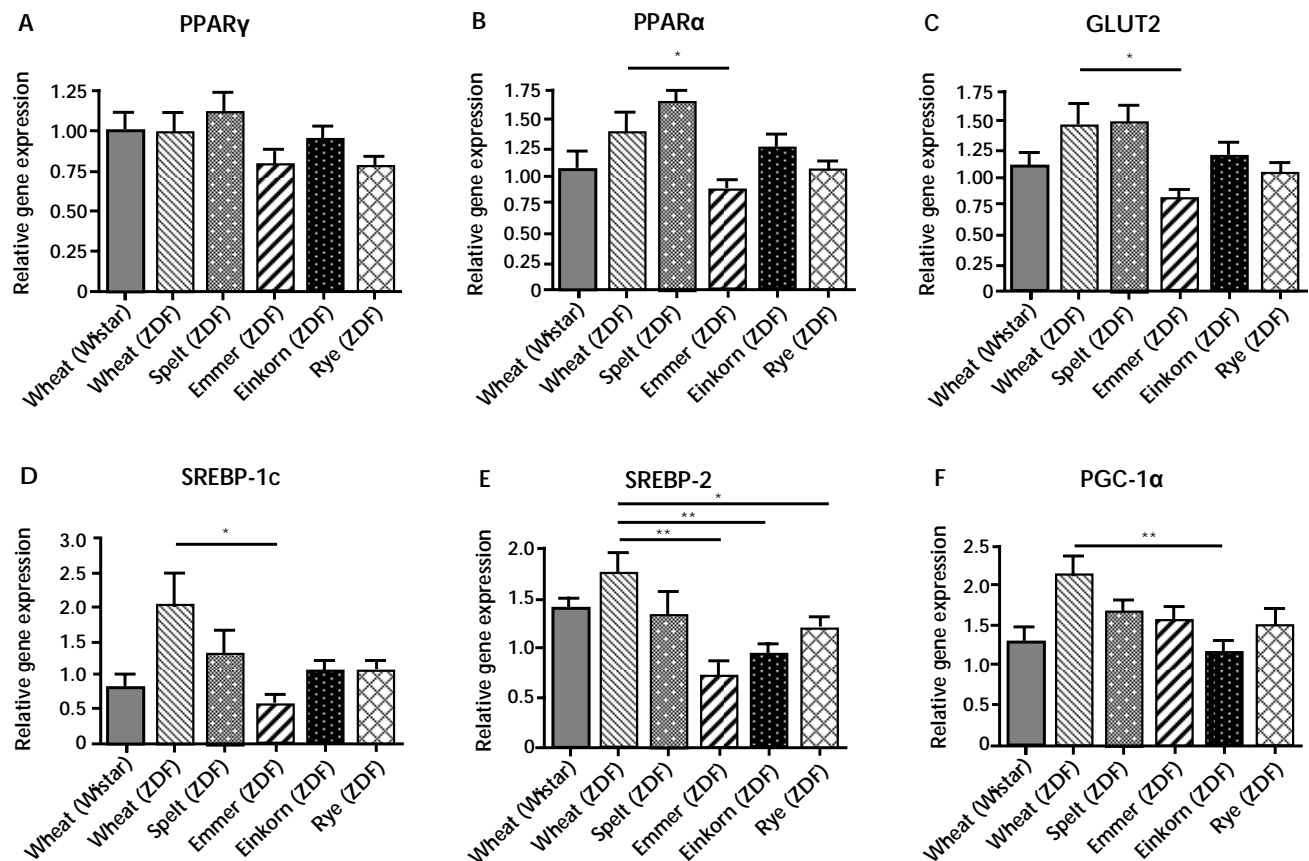 A
PPARγ
Relative gene expression
1.25
1.00
0.75
0.50
0.25
0
Wheat (Wistar)
Wheat (ZDF)
Spelt (ZDF)
Emmer (ZDF)
Einkorn (ZDF)
Rye (ZDF)
B
PPARα
*
Relative gene expression
1.75
1.50
1.25
1.00
0.75
0.50
0.25
0
Wheat (Wistar)
Wheat (ZDF)
Spelt (ZDF)
Emmer (ZDF)
Einkorn (ZDF)
Rye (ZDF)
C
GLUT2
*
Relative gene expression
1.75
1.50
1.25
1.00
0.75
0.50
0.25
0
Wheat (Wistar)
Wheat (ZDF)
Spelt (ZDF)
Emmer (ZDF)
Einkorn (ZDF)
Rye (ZDF)
D
SREBP-1c
*
Relative gene expression
3.0
2.5
2.0
1.5
1.0
0.5
0
Wheat (Wistar)
Wheat (ZDF)
Spelt (ZDF)
Emmer (ZDF)
Einkorn (ZDF)
Rye (ZDF)
E
SREBP-2
*
**
**
Relative gene expression
2.0
1.5
1.0
0.5
0
Wheat (Wistar)
Wheat (ZDF)
Spelt (ZDF)
Emmer (ZDF)
Einkorn (ZDF)
Rye (ZDF)
F
PGC-1α
**
Relative gene expression
2.5
2.0
1.5
1.0
0.5
0
Wheat (Wistar)
Wheat (ZDF)
Spelt (ZDF)
Emmer (ZDF)
Einkorn (ZDF)
Rye (ZDF)